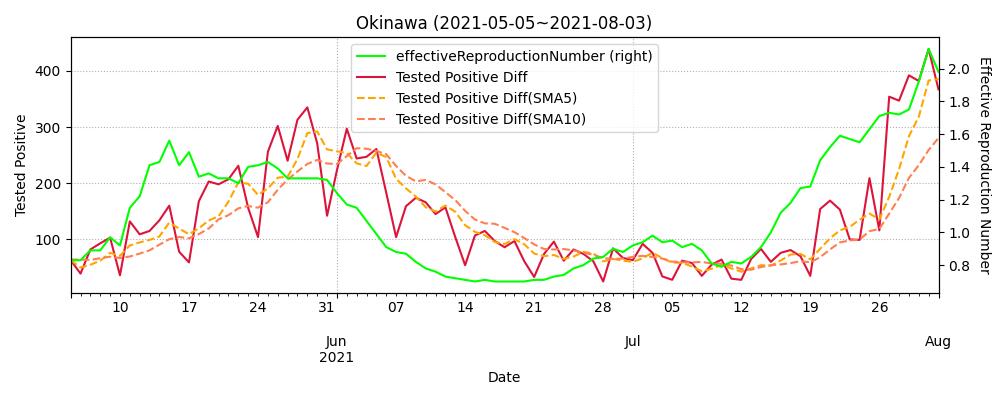 Okinawa (2021-05-05~2021-08-03)
effectiveReproductionNumber (right)
Tested Positive Diff
Tested Positive Diff(SMA5)
Tested Positive Diff(SMA10)
Tested Positive
400
300
200
100
Effective Reproduction Number
2.0
1.8
1.6
1.4
1.2
1.0
0.8
10 17 24 31 07 14 21 28 05 12 19 26
Jun Jul Aug
2021
Date